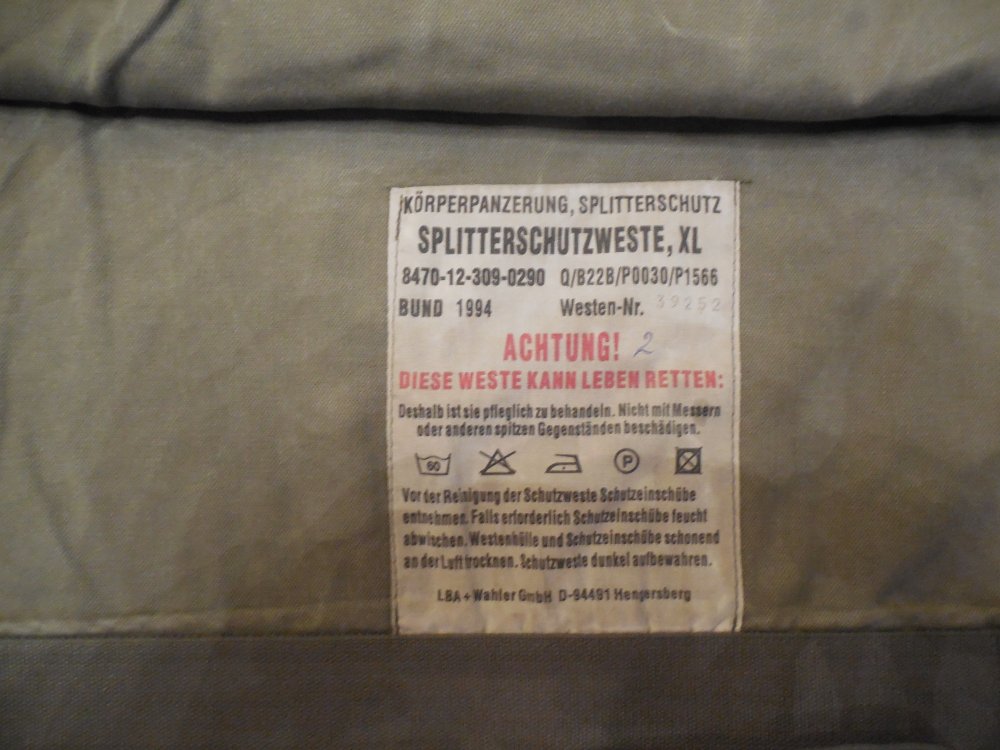 KÖRPERPANZERUNG, SPLITTERSCHUTZ
SPLITTERSCHUTZWESTE, XL
8470-12-309-0290 Q/B22B/P0030/P1566
BUND 1994 Westen-Nr. 39252
ACHTUNG! 2
DIESE WESTE KANN LEBEN RETTEN:
Deshalb ist sie pfleglich zu behandeln. Nicht mit Messern
oder anderen spitzen Gegenständen beschädigen.
60 P
Vor der Reinigung der Schutzweste Schutzeinschübe
entnehmen. Falls erforderlich Schutzeinschübe feucht
abwischen. Westenhülle und Schutzeinschübe schonend
an der Luft trocknen. Schutzweste dunkel aufbewahren.
LBA + Wahler GmbH D-94491 Hengersberg